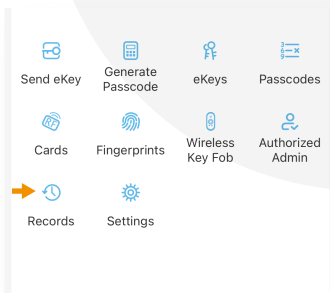 Send eKey
Generate
Passcode
eKeys
Passcodes
Cards
Fingerprints
Wireless
Key Fob
Authorized
Admin
Records
Settings